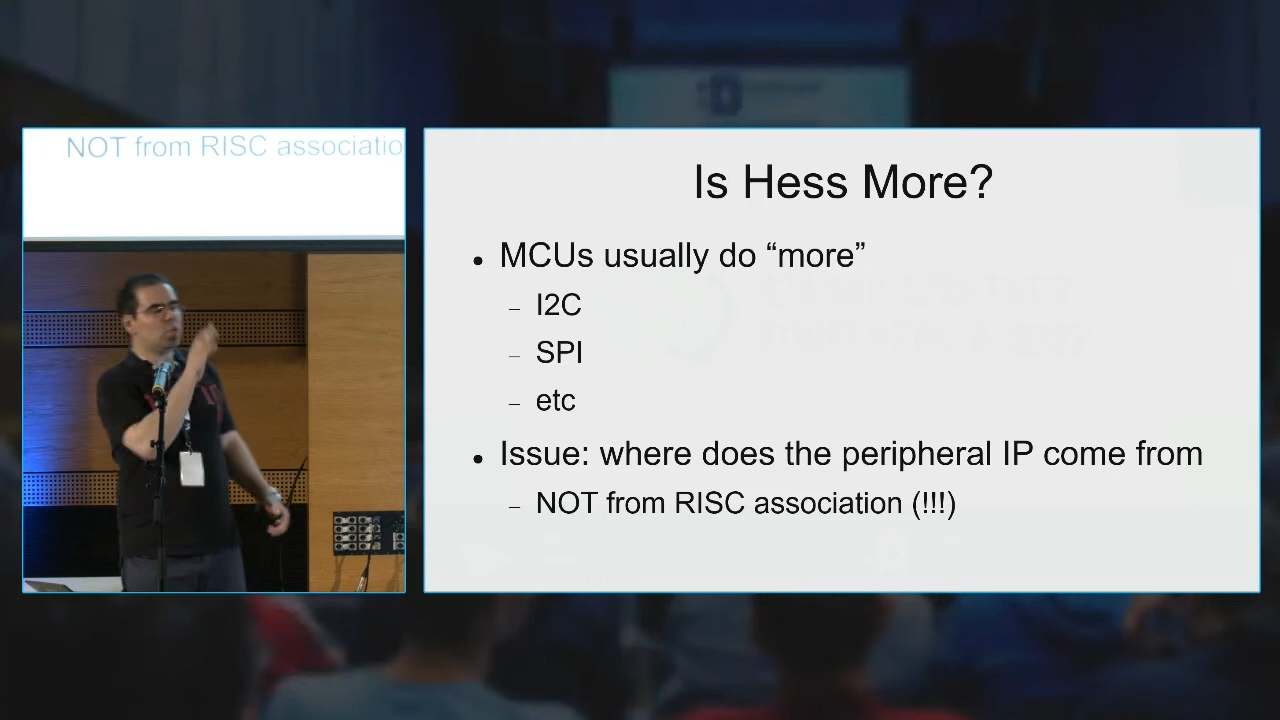 NOT from RISC associatio
Is Hess More?
• MCUs usually do “more”
– I2C
– SPI
– etc
• Issue: where does the peripheral IP come from
– NOT from RISC association (!!!)